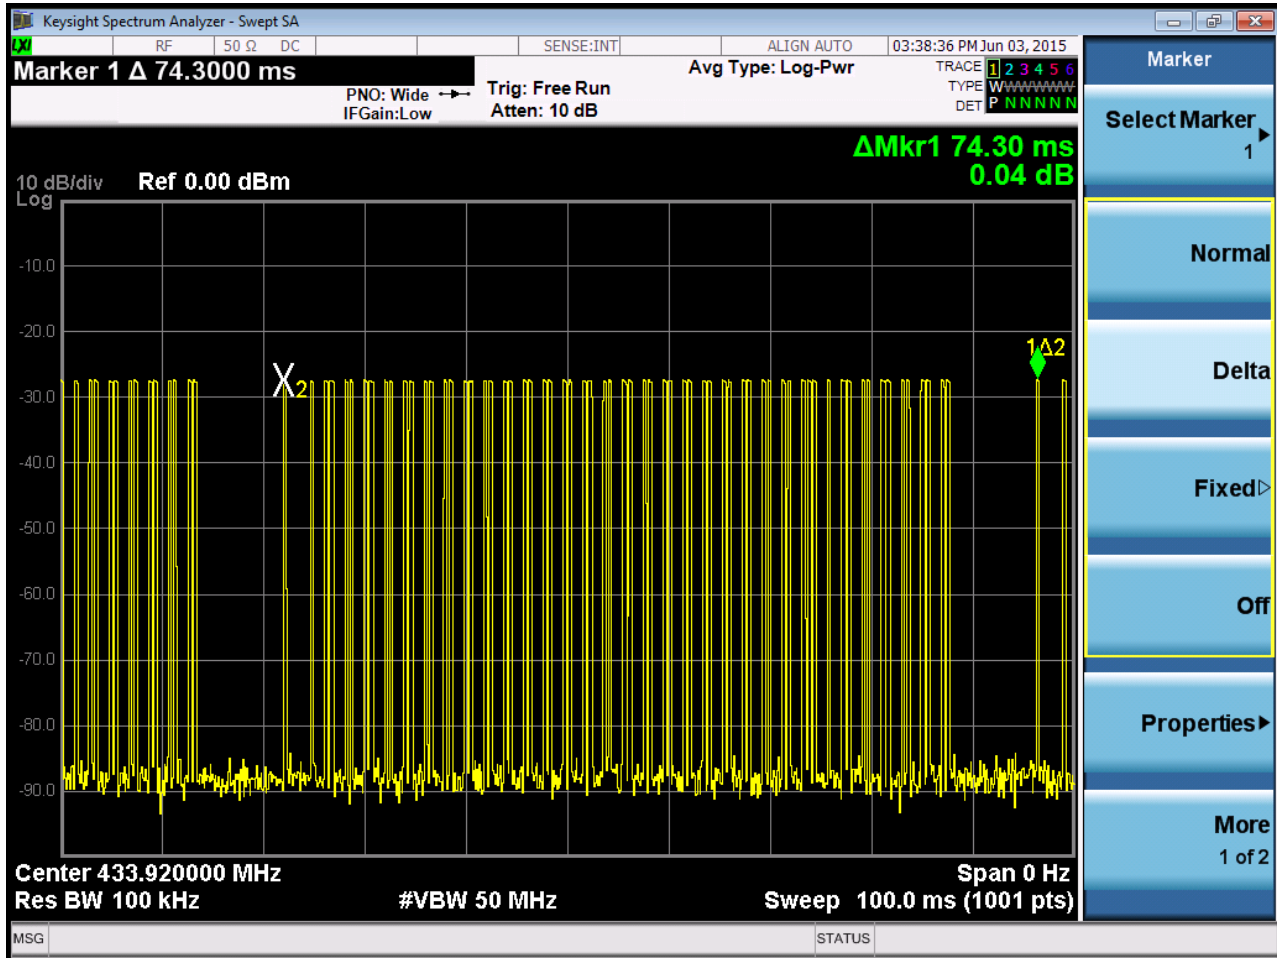 Keysight Spectrum Analyzer - Swept SA
LXI RF 50 Ω DC SENSE:INT ALIGN AUTO 03:38:36 PM Jun 03, 2015
Marker 1 Δ 74.3000 ms
PNO: Wide
IFGain:Low
Trig: Free Run
Atten: 10 dB
Avg Type: Log-Pwr
TRACE 1 2 3 4 5 6
TYPE WWWWWWW
DET P N N N N N
ΔMkr1 74.30 ms
0.04 dB
10 dB/div Ref 0.00 dBm
Log
-10.0
-20.0
-30.0
-40.0
-50.0
-60.0
-70.0
-80.0
-90.0
X2
1Δ2
Center 433.920000 MHz Span 0 Hz
Res BW 100 kHz #VBW 50 MHz Sweep 100.0 ms (1001 pts)
MSG STATUS
Marker
Select Marker
1
Normal
Delta
Fixed
Off
Properties
More
1 of 2